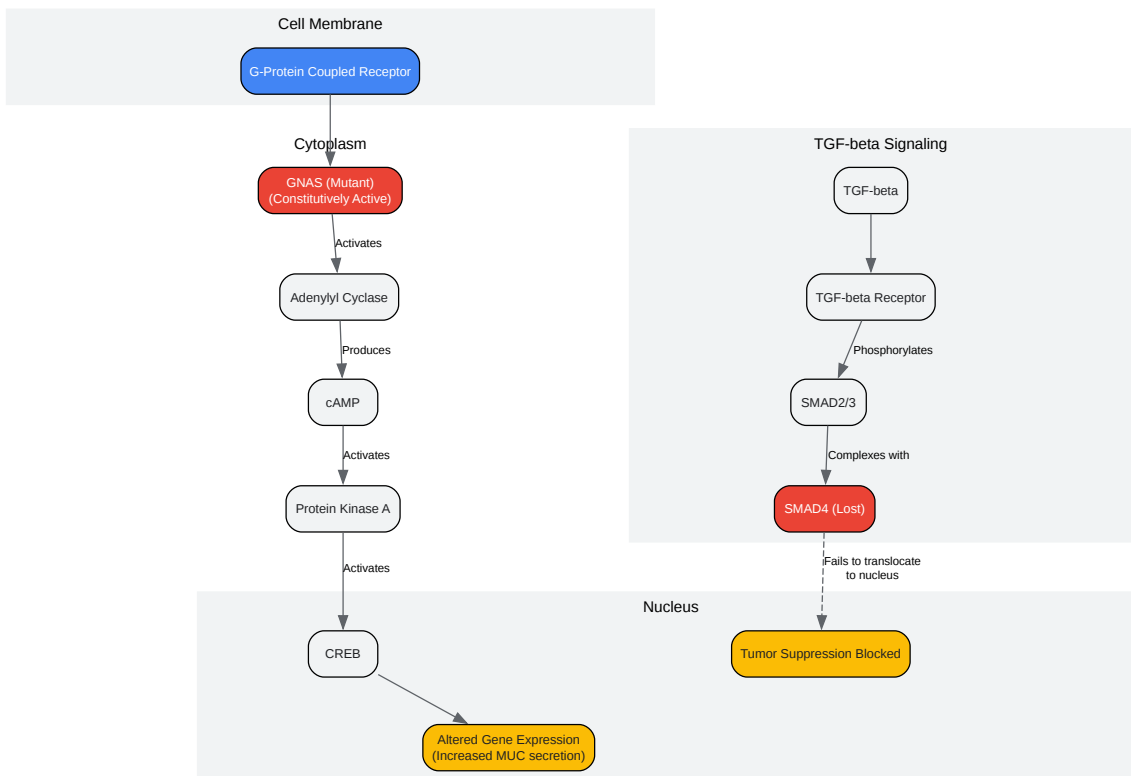 Cell Membrane
G-Protein Coupled Receptor
Cytoplasm
GNAS (Mutant)
(Constitutively Active)
Activates
Adenylyl Cyclase
Produces
cAMP
Activates
Protein Kinase A
Activates
TGF-beta Signaling
TGF-beta
TGF-beta Receptor
Phosphorylates
SMAD2/3
Complexes with
SMAD4 (Lost)
Fails to translocate
to nucleus
Nucleus
CREB
Tumor Suppression Blocked
Altered Gene Expression
(Increased MUC secretion)